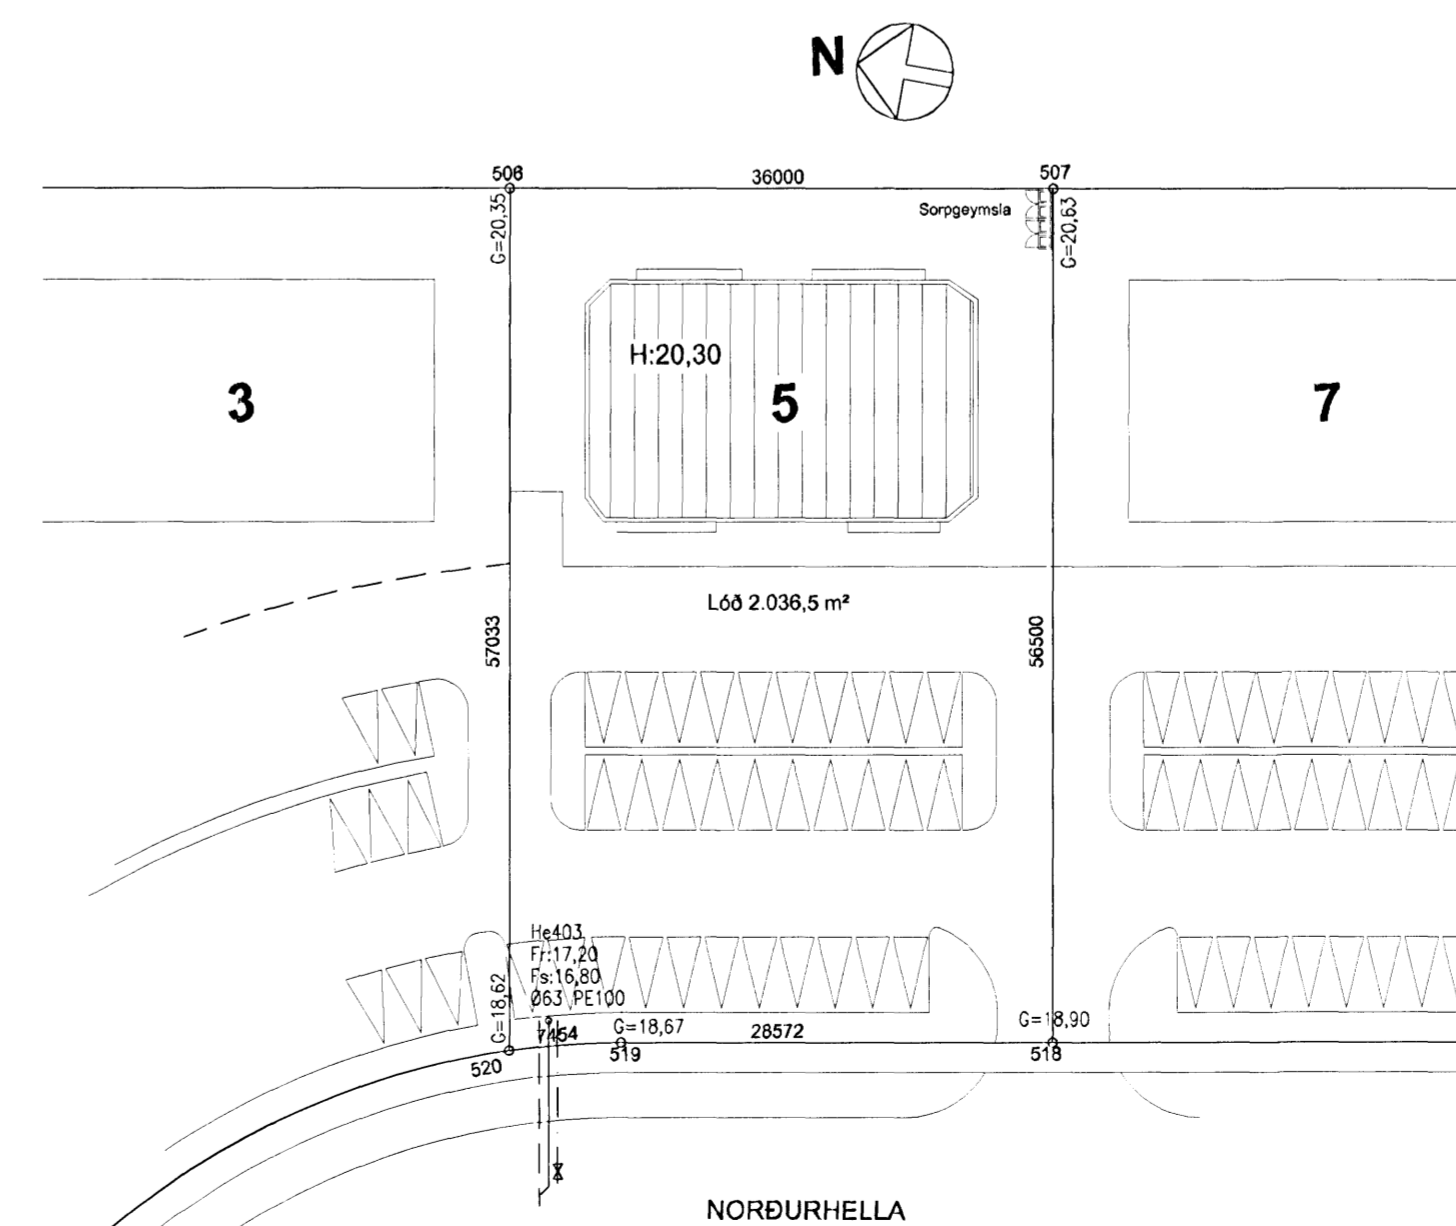 N
506
36000
507
G=20,35
Sorpgeymsla
G=20,63
H:20,30
3
5
7
Lóð 2.036,5 m²
57033
56500
He403
Fr:17,20
Fs:16,80
Ø63 PE100
G=18,62
7454
G=18,67
28572
G=18,90
520
519
518
NORÐURHELLA